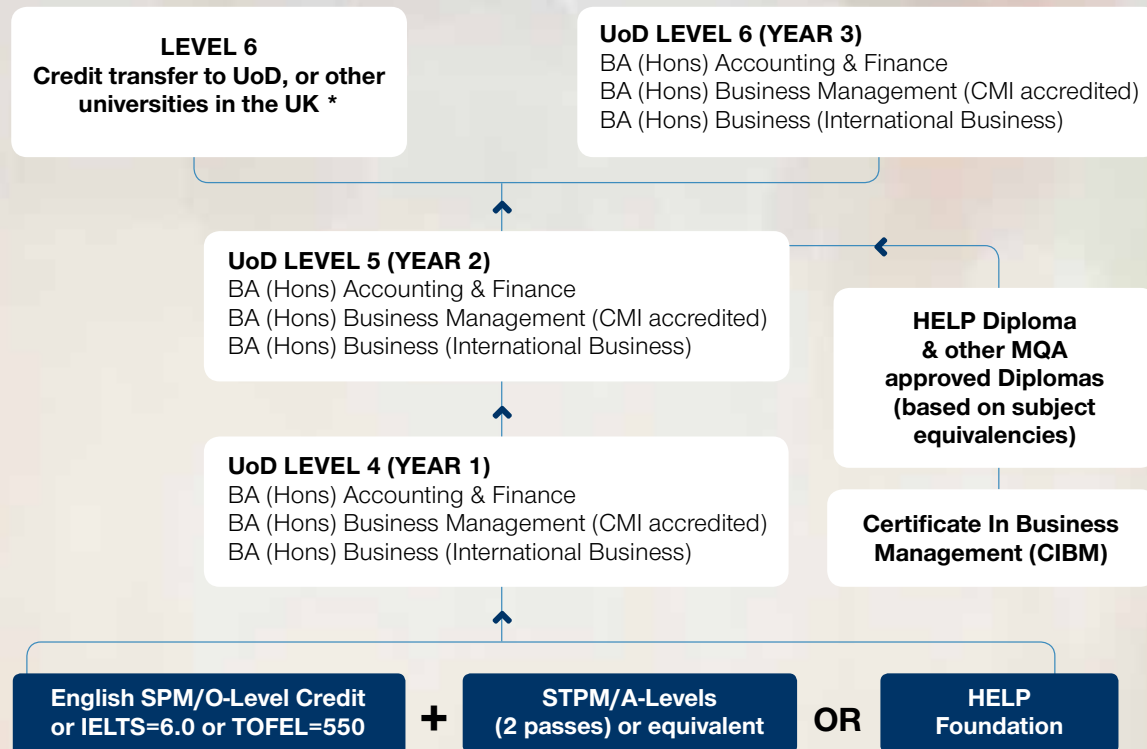 LEVEL 6
Credit transfer to UoD, or other
universities in the UK *
UoD LEVEL 6 (YEAR 3)
BA (Hons) Accounting & Finance
BA (Hons) Business Management (CMI accredited)
BA (Hons) Business (International Business)
UoD LEVEL 5 (YEAR 2)
BA (Hons) Accounting & Finance
BA (Hons) Business Management (CMI accredited)
BA (Hons) Business (International Business)
HELP Diploma
& other MQA
approved Diplomas
(based on subject
equivalencies)
UoD LEVEL 4 (YEAR 1)
BA (Hons) Accounting & Finance
BA (Hons) Business Management (CMI accredited)
BA (Hons) Business (International Business)
Certificate In Business
Management (CIBM)
English SPM/O-Level Credit
or IELTS=6.0 or TOFEL=550
+
STPM/A-Levels
(2 passes) or equivalent
OR
HELP
Foundation